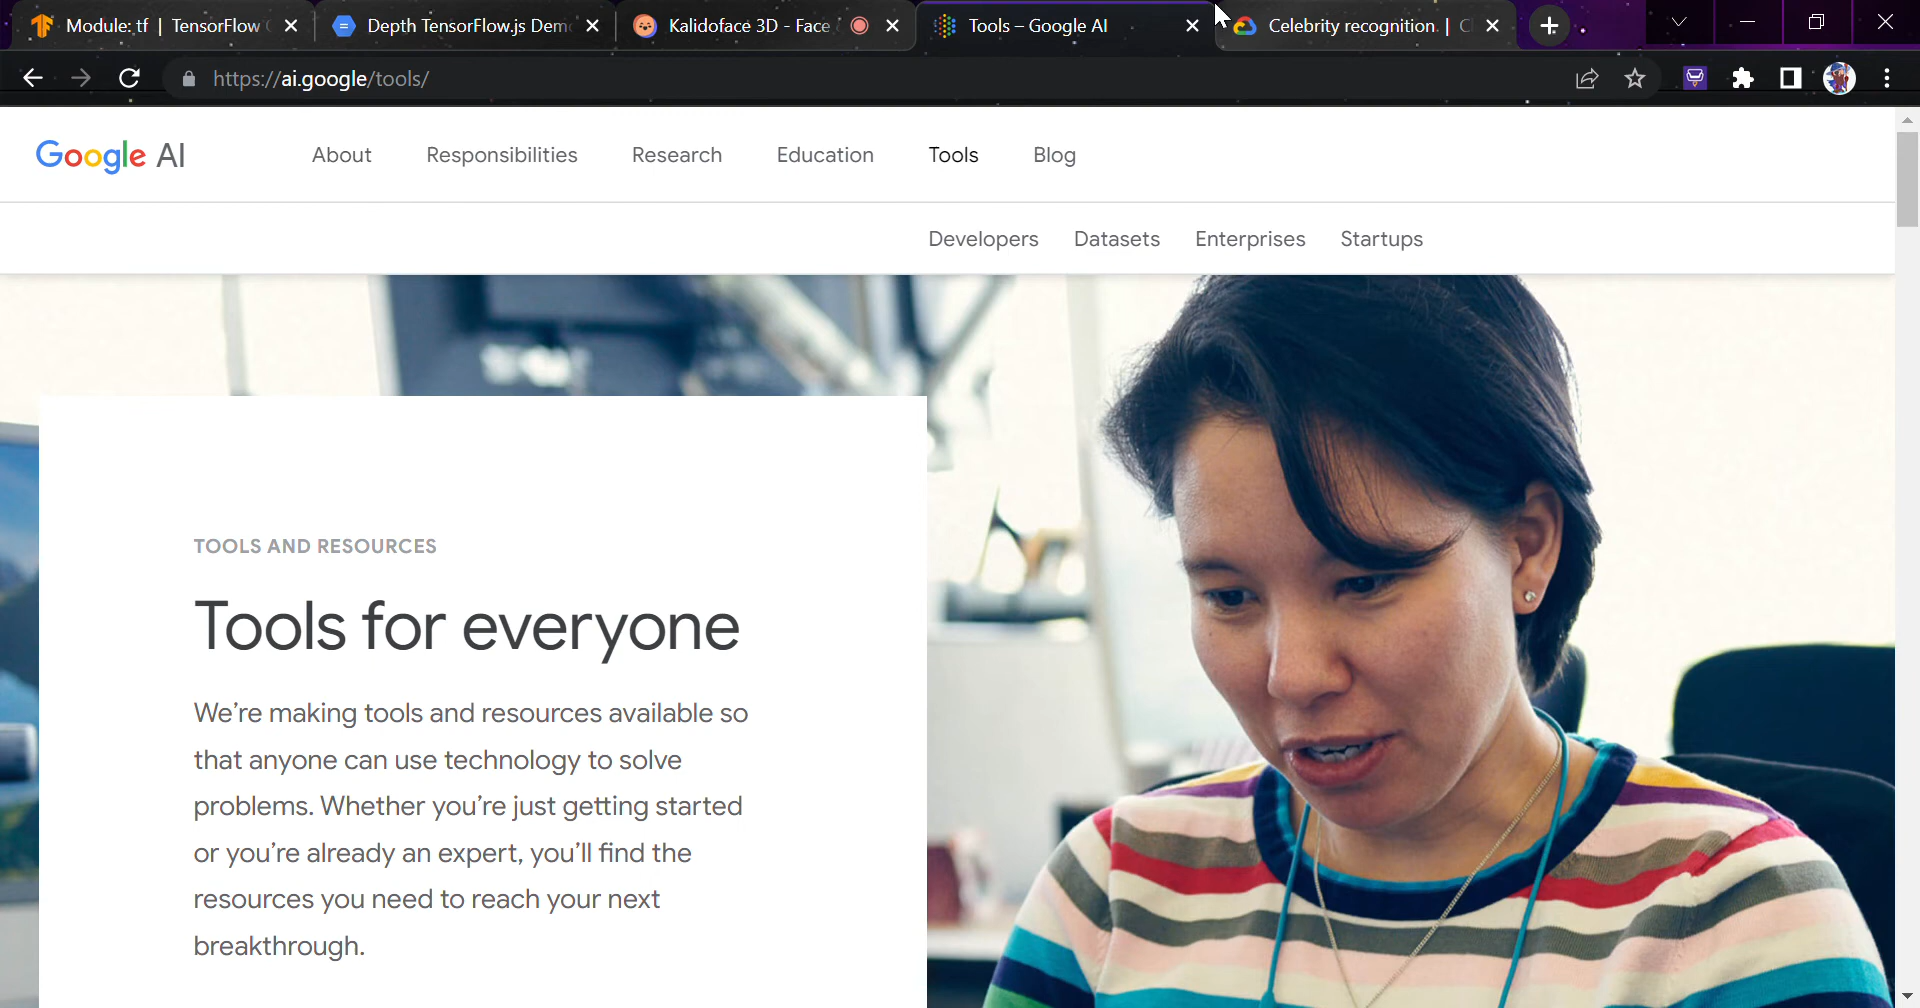 Module: tf | TensorFlow
Depth TensorFlow.js Dem
Kalidoface 3D - Face
Tools – Google AI
Celebrity recognition. |
https://ai.google/tools/
Google AI
About
Responsibilities
Research
Education
Tools
Blog
Developers
Datasets
Enterprises
Startups
TOOLS AND RESOURCES
Tools for everyone
We’re making tools and resources available so
that anyone can use technology to solve
problems. Whether you’re just getting started
or you’re already an expert, you’ll find the
resources you need to reach your next
breakthrough.